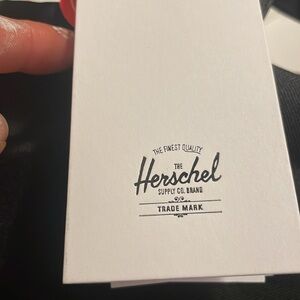 THE FINEST QUALITY
THE
Herschel
SUPPLY CO. BRAND
TRADE MARK